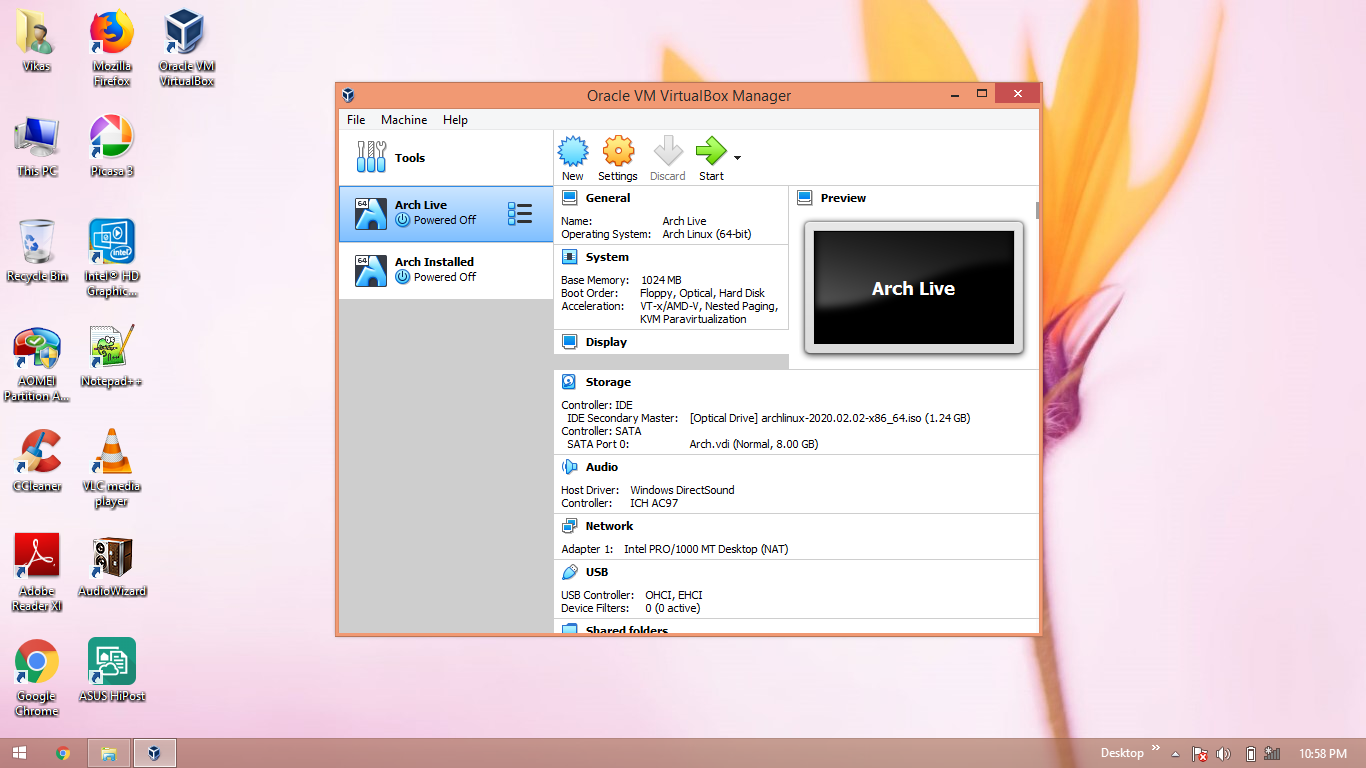 Vikas
Mozilla
Firefox
Oracle VM
VirtualBox
This PC
Picasa 3
Recycle Bin
Intel® HD
Graphic...
AOMEI
Partition A...
Notepad++
CCleaner
VLC media
player
Adobe
Reader XI
AudioWizard
Google
Chrome
ASUS HiPost
Oracle VM VirtualBox Manager
File Machine Help
Tools
New Settings Discard Start
64
Arch Live
Powered Off
64
Arch Installed
Powered Off
General
Name: Arch Live
Operating System: Arch Linux (64-bit)
System
Base Memory: 1024 MB
Boot Order: Floppy, Optical, Hard Disk
Acceleration: VT-x/AMD-V, Nested Paging,
KVM Paravirtualization
Display
Preview
Arch Live
Storage
Controller: IDE
IDE Secondary Master: [Optical Drive] archlinux-2020.02.02-x86_64.iso (1.24 GB)
Controller: SATA
SATA Port 0: Arch.vdi (Normal, 8.00 GB)
Audio
Host Driver: Windows DirectSound
Controller: ICH AC97
Network
Adapter 1: Intel PRO/1000 MT Desktop (NAT)
USB
USB Controller: OHCI, EHCI
Device Filters: 0 (0 active)
Shared folders
Desktop 10:58 PM